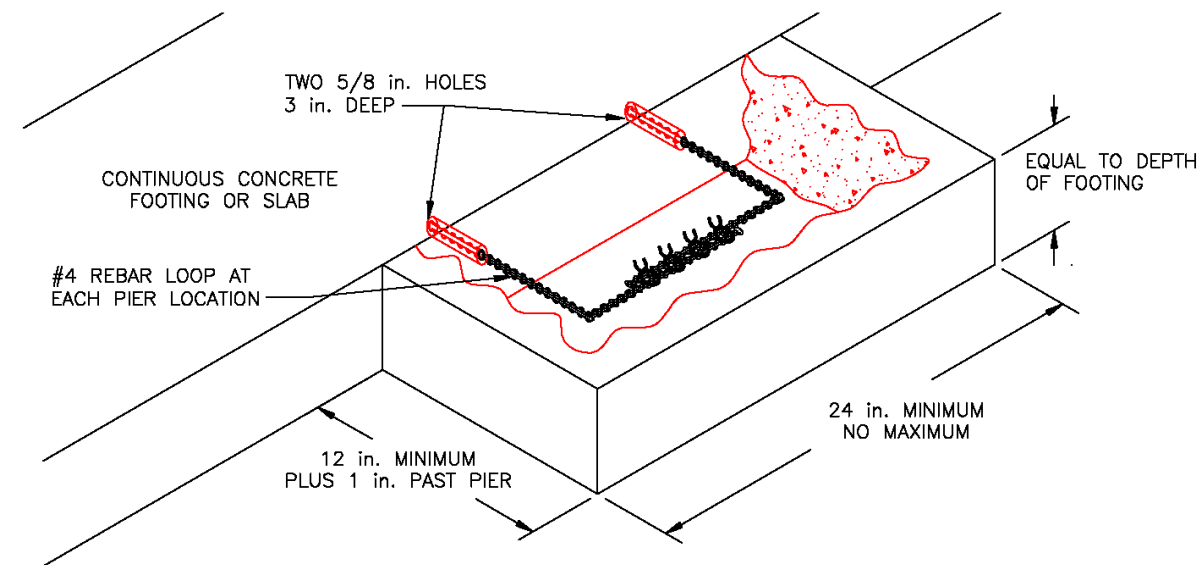 TWO 5/8 in. HOLES
3 in. DEEP
CONTINUOUS CONCRETE
FOOTING OR SLAB
EQUAL TO DEPTH
OF FOOTING
#4 REBAR LOOP AT
EACH PIER LOCATION
24 in. MINIMUM
NO MAXIMUM
12 in. MINIMUM
PLUS 1 in. PAST PIER